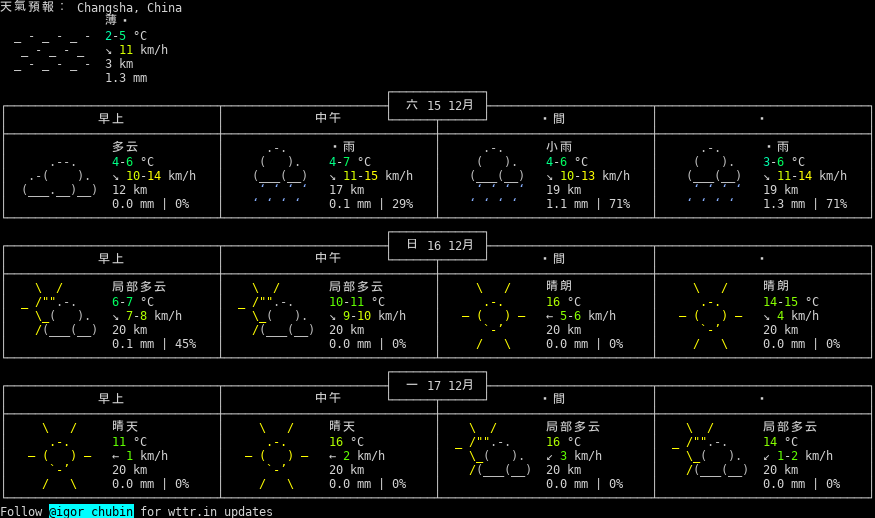 天氣預報： Changsha, China
薄·
2-5 °C
↘ 11 km/h
3 km
1.3 mm
六 15 12月
早上 中午 ·間 ·
多云 ·雨 小雨 ·雨
4-6 °C 4-7 °C 4-6 °C 3-6 °C
↘ 10-14 km/h ↘ 11-15 km/h ↘ 10-13 km/h ↘ 11-14 km/h
12 km 17 km 19 km 19 km
0.0 mm | 0% 0.1 mm | 29% 1.1 mm | 71% 1.3 mm | 71%
日 16 12月
早上 中午 ·間 ·
局部多云 局部多云 晴朗 晴朗
6-7 °C 10-11 °C 16 °C 14-15 °C
↘ 7-8 km/h ↘ 9-10 km/h ← 5-6 km/h ↘ 4 km/h
20 km 20 km 20 km 20 km
0.1 mm | 45% 0.0 mm | 0% 0.0 mm | 0% 0.0 mm | 0%
一 17 12月
早上 中午 ·間 ·
晴天 晴天 局部多云 局部多云
11 °C 16 °C 16 °C 14 °C
← 1 km/h ← 2 km/h ↙ 3 km/h ↙ 1-2 km/h
20 km 20 km 20 km 20 km
0.0 mm | 0% 0.0 mm | 0% 0.0 mm | 0% 0.0 mm | 0%
Follow @igor_chubin for wttr.in updates